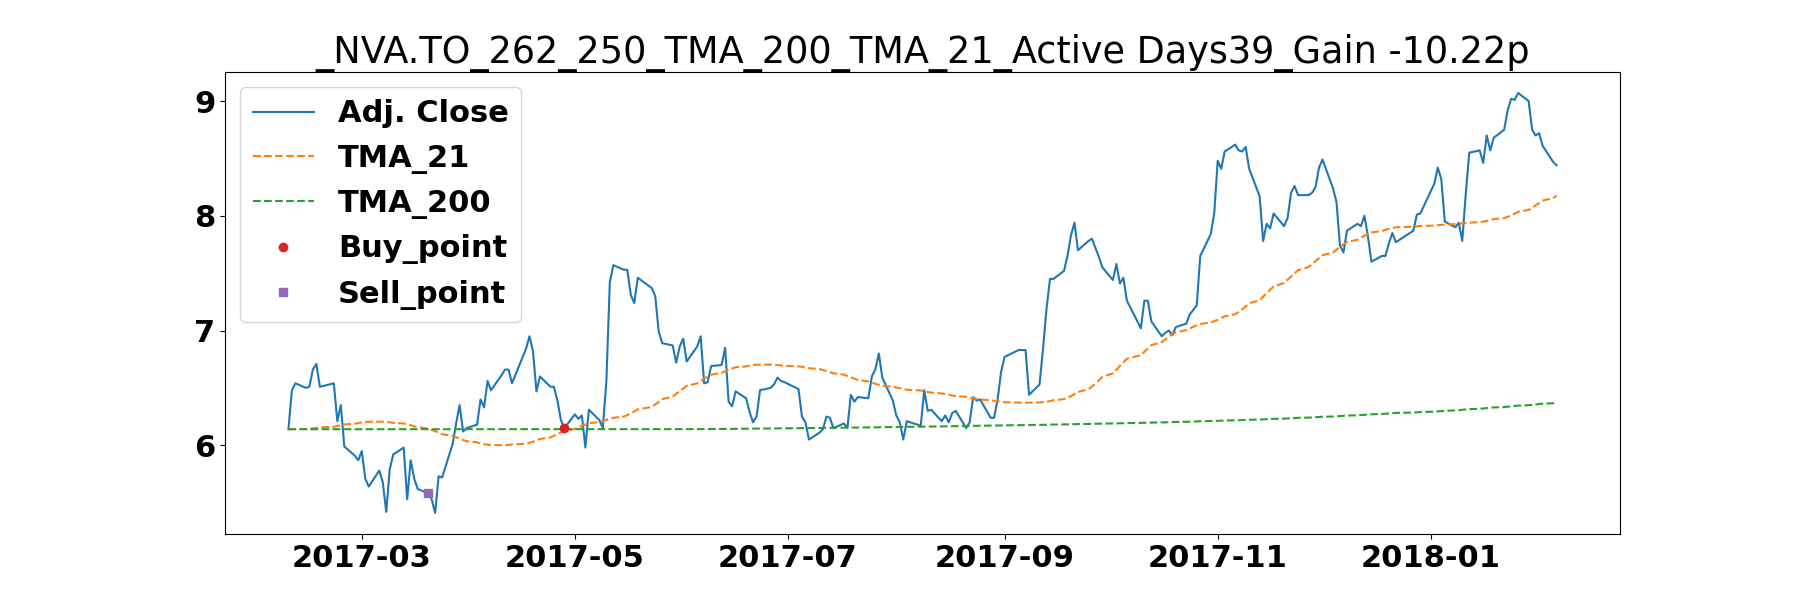 _NVA.TO_262_250_TMA_200_TMA_21_Active Days39_Gain -10.22p
9
8
7
6
Adj. Close
TMA_21
TMA_200
Buy_point
Sell_point
2017-03 2017-05 2017-07 2017-09 2017-11 2018-01